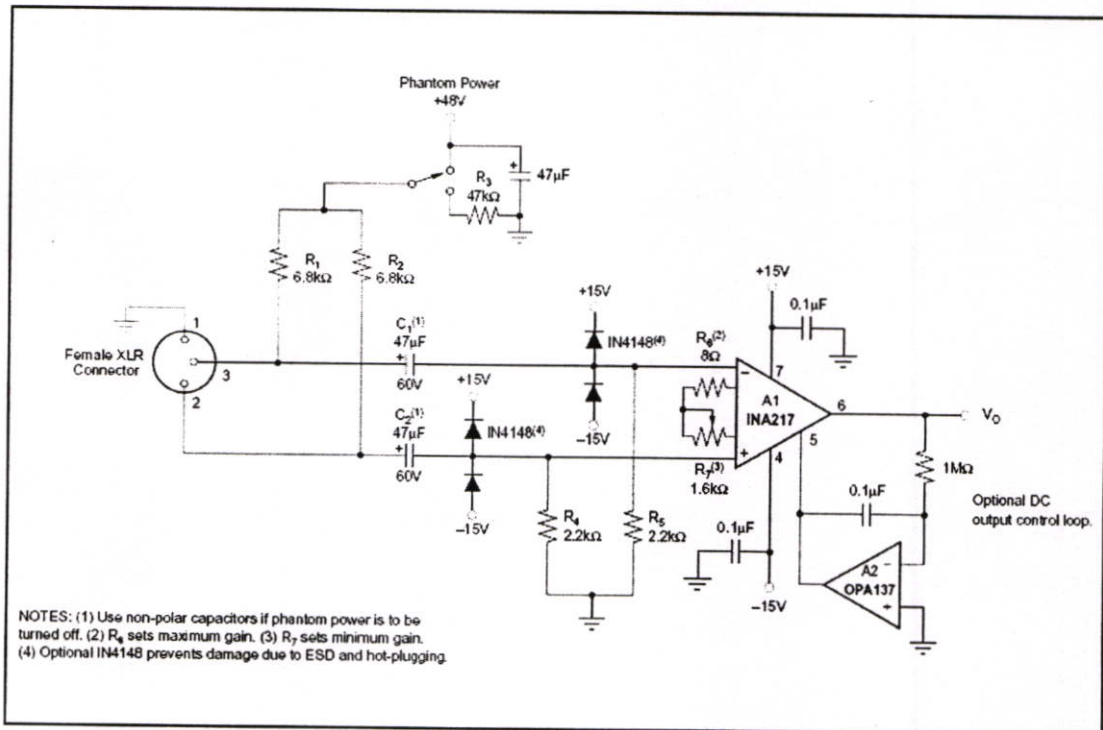 Phantom Power
+48V
47µF
R3
47kΩ
R1
6.8kΩ
R2
6.8kΩ
+15V
0.1µF
+15V
1
Female XLR
Connector
3
2
C1(1)
47µF
+
60V
IN4148(4)
R6(2)
8Ω
–
7
A1
INA217
6
VO
+15V
–15V
C2(1)
47µF
+
60V
IN4148(4)
+
4
5
R7(3)
1.6kΩ
1MΩ
–15V
R4
2.2kΩ
R5
2.2kΩ
0.1µF
0.1µF
Optional DC
output control loop.
–15V
A2
–
OPA137
+
NOTES: (1) Use non-polar capacitors if phantom power is to be
turned off. (2) R6 sets maximum gain. (3) R7 sets minimum gain.
(4) Optional IN4148 prevents damage due to ESD and hot-plugging.